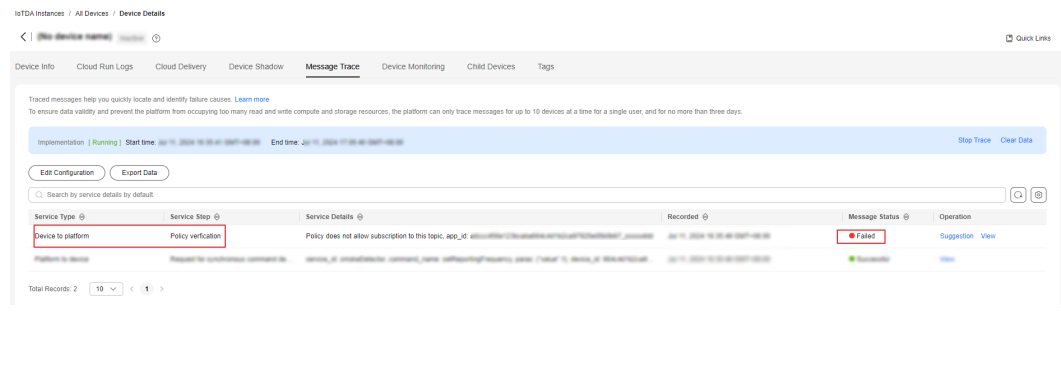 IoTDA Instances / All Devices / Device Details
(No device name)
Quick Links
Device Info Cloud Run Logs Cloud Delivery Device Shadow Message Trace Device Monitoring Child Devices Tags
Traced messages help you quickly locate and identify failure causes. Learn more
To ensure data validity and prevent the platform from occupying too many read and write compute and storage resources, the platform can only trace messages for up to 10 devices at a time for a single user, and for no more than three days.
Implementation [ Running ] Start time: End time: Stop Trace Clear Data
Edit Configuration Export Data
Search by service details by default.
Service Type Service Step Service Details Recorded Message Status Operation
Device to platform Policy verfication Policy does not allow subscription to this topic, app_id: Failed Suggestion View
Platform to device Successful View
Total Records: 2 10 < 1 >